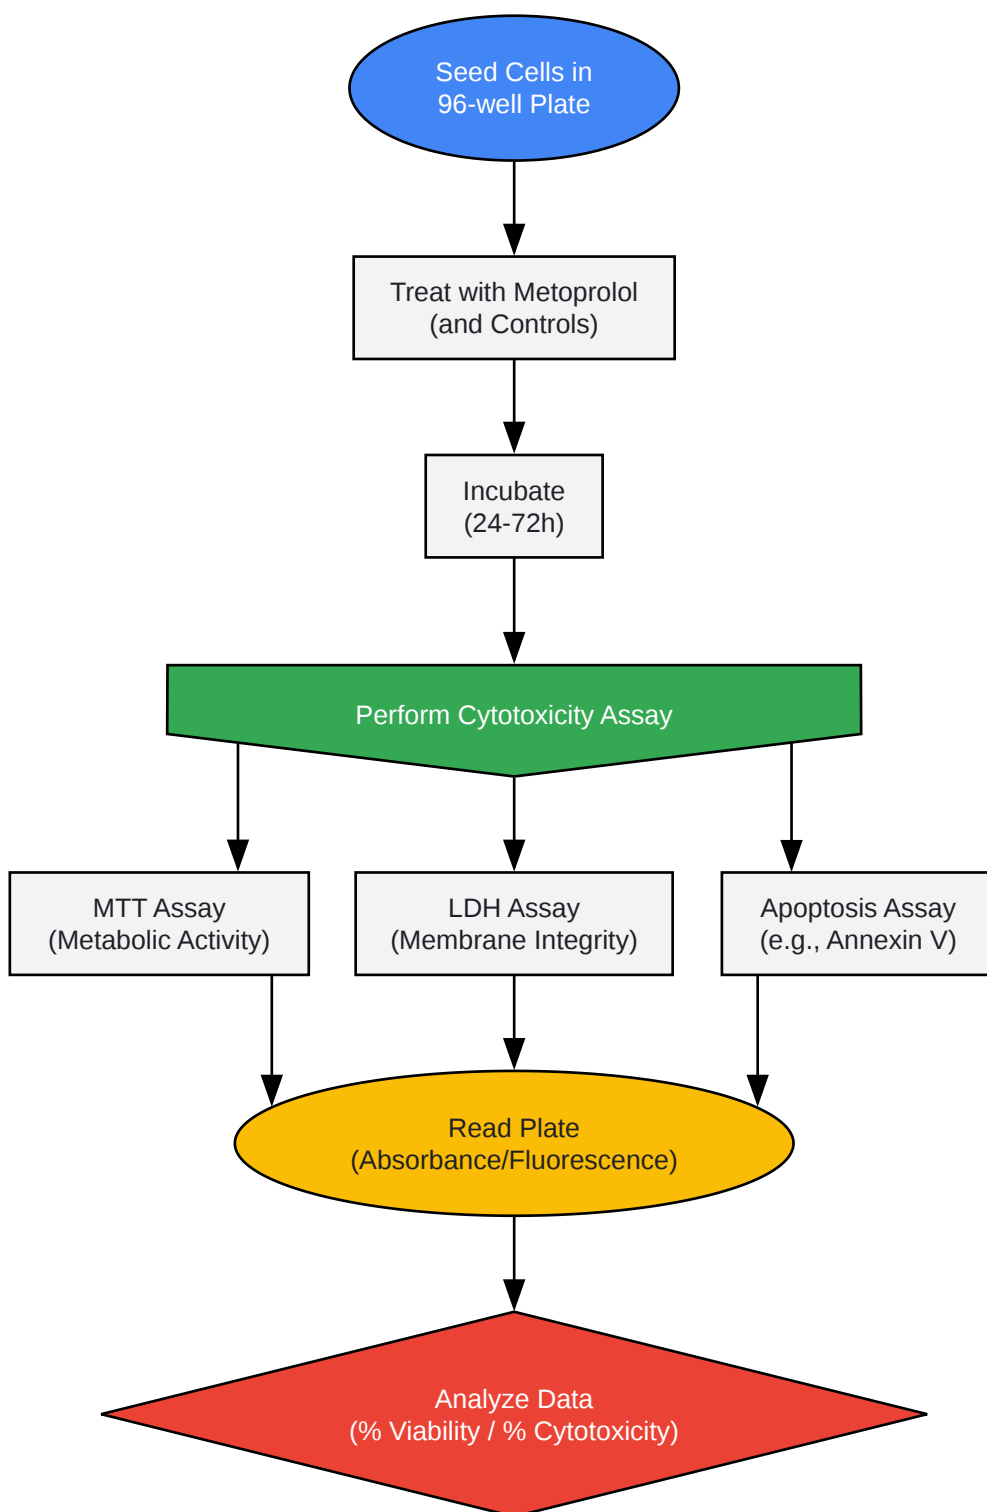 Seed Cells in
96-well Plate
Treat with Metoprolol
(and Controls)
Incubate
(24-72h)
Perform Cytotoxicity Assay
MTT Assay
(Metabolic Activity)
LDH Assay
(Membrane Integrity)
Apoptosis Assay
(e.g., Annexin V)
Read Plate
(Absorbance/Fluorescence)
Analyze Data
(% Viability / % Cytotoxicity)